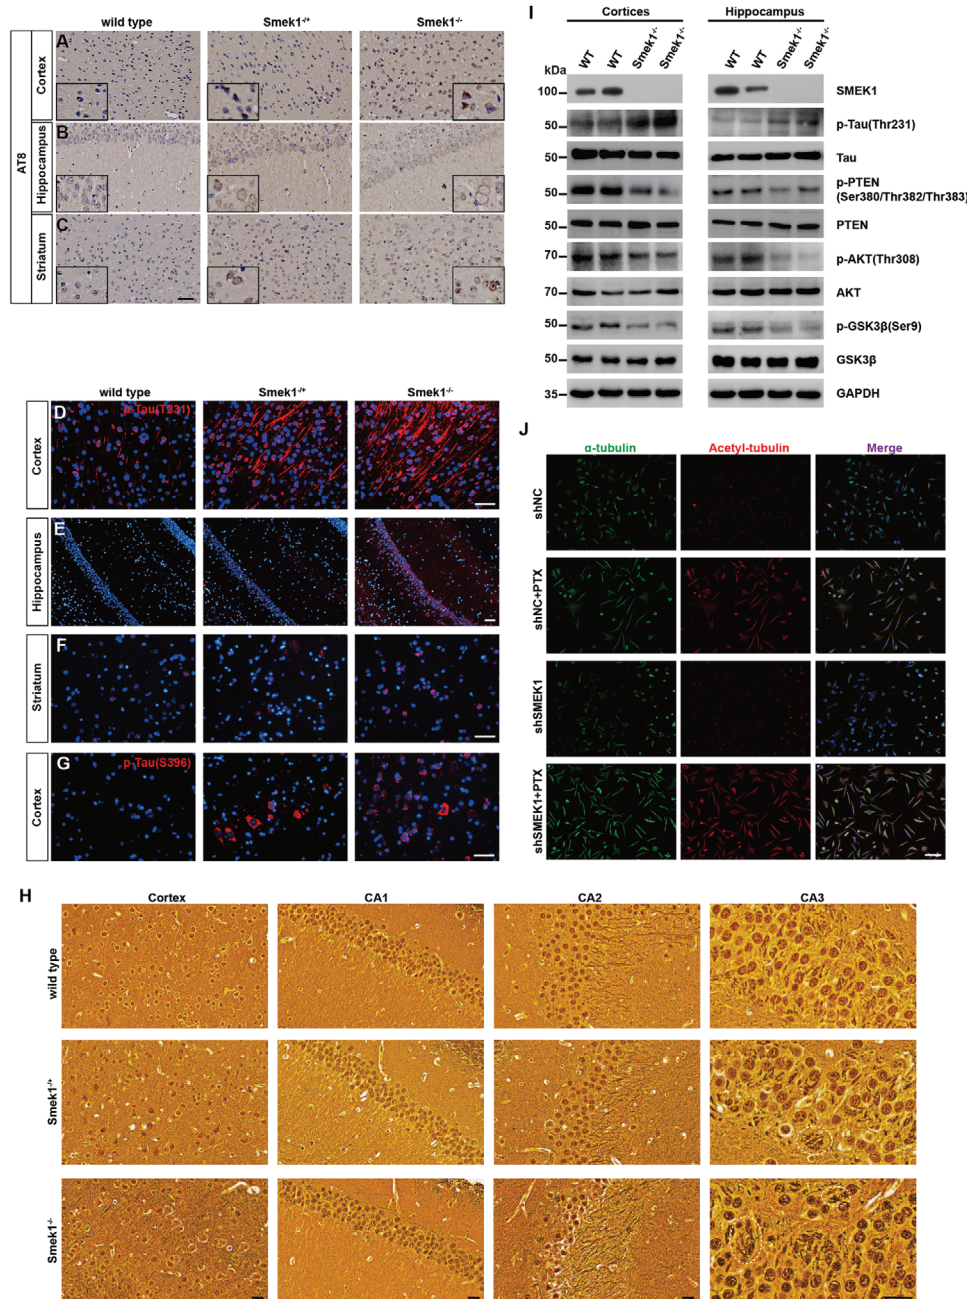 wild type Smek1-/+ Smek1-/-
AT8
Cortex
A
Hippocampus
B
Striatum
C
wild type Smek1-/+ Smek1-/-
Cortex
D p-Tau(T231)
Hippocampus
E
Striatum
F
Cortex
G p-Tau(S396)
H
Cortex CA1 CA2 CA3
wild type
Smek1-/+
Smek1-/-
I
Cortices Hippocampus
kDa WT WT Smek1-/- Smek1-/- WT WT Smek1-/- Smek1-/-
100 SMEK1
50 p-Tau(Thr231)
50 Tau
50 p-PTEN
(Ser380/Thr382/Thr383)
50 PTEN
50 p-AKT(Thr308)
70 AKT
50 p-GSK3β(Ser9)
50 GSK3β
35 GAPDH
J
α-tubulin Acetyl-tubulin Merge
shNC
shNC+PTX
shSMEK1
shSMEK1+PTX